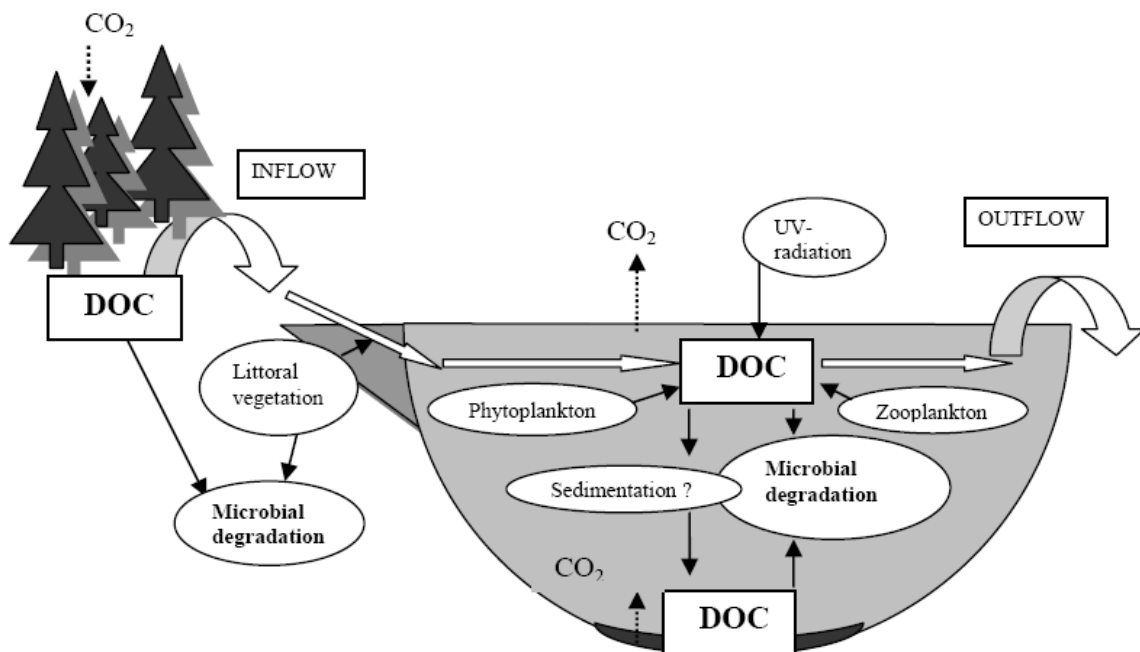 CO₂
INFLOW
DOC
Littoral
vegetation
Microbial
degradation
CO₂
UV-
radiation
OUTFLOW
DOC
Phytoplankton
Zooplankton
Sedimentation ?
Microbial
degradation
CO₂
DOC